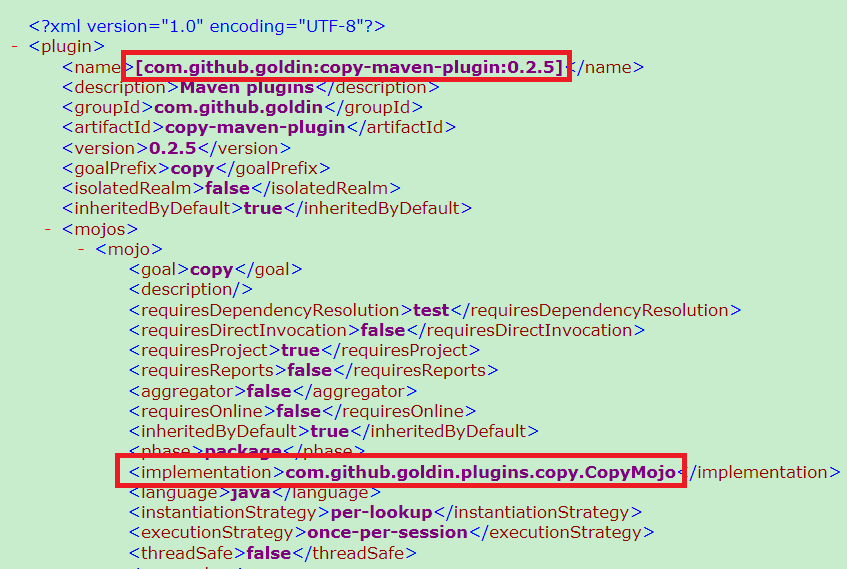 <?xml version="1.0" encoding="UTF-8"?>
- <plugin>
<name>[com.github.goldin:copy-maven-plugin:0.2.5]</name>
<description>Maven plugins</description>
<groupId>com.github.goldin</groupId>
<artifactId>copy-maven-plugin</artifactId>
<version>0.2.5</version>
<goalPrefix>copy</goalPrefix>
<isolatedRealm>false</isolatedRealm>
<inheritedByDefault>true</inheritedByDefault>
- <mojos>
- <mojo>
<goal>copy</goal>
<description/>
<requiresDependencyResolution>test</requiresDependencyResolution>
<requiresDirectInvocation>false</requiresDirectInvocation>
<requiresProject>true</requiresProject>
<requiresReports>false</requiresReports>
<aggregator>false</aggregator>
<requiresOnline>false</requiresOnline>
<inheritedByDefault>true</inheritedByDefault>
<phase>package</phase>
<implementation>com.github.goldin.plugins.copy.CopyMojo</implementation>
<language>java</language>
<instantiationStrategy>per-lookup</instantiationStrategy>
<executionStrategy>once-per-session</executionStrategy>
<threadSafe>false</threadSafe>